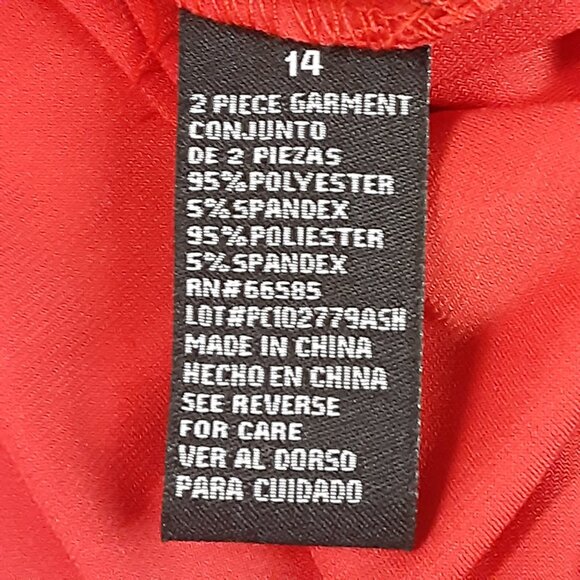 14
2 PIECE GARMENT
CONJUNTO
DE 2 PIEZAS
95%POLYESTER
5%SPANDEX
95%POLIESTER
5%SPANDEX
RN#66585
LOT#PC102779ASH
MADE IN CHINA
HECHO EN CHINA
SEE REVERSE
FOR CARE
VER AL DORSO
PARA CUIDADO